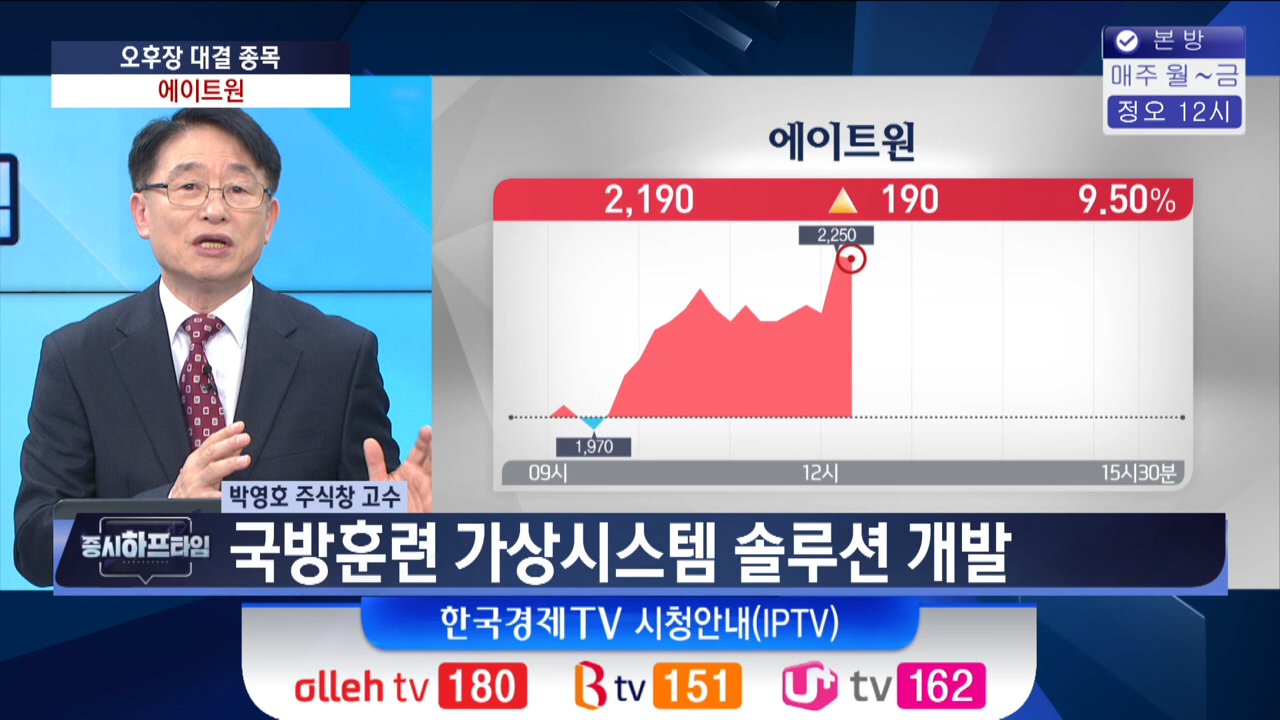 오후장 대결 종목
에이트원
본 방
매주 월~금
정오 12시
에이트원
2,190 ▲ 190 9.50%
2,250
1,970
09시 12시 15시30분
박영호 주식창 고수
증시하프타임
국방훈련 가상시스템 솔루션 개발
한국경제TV 시청안내(IPTV)
olleh tv 180 B tv 151 U+ tv 162